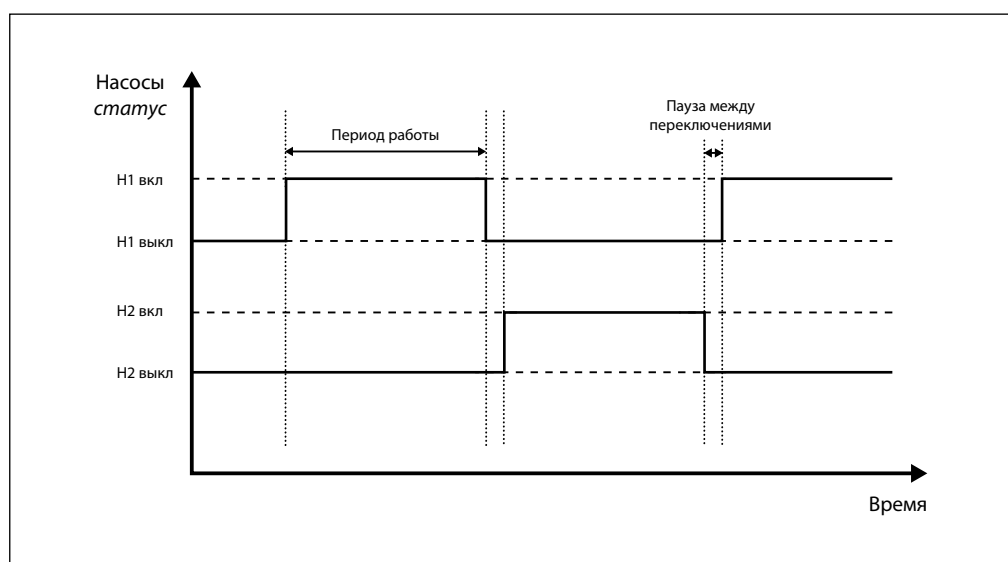 Насосы
статус
Период работы
Пауза между
переключениями
Н1 вкл
Н1 выкл
Н2 вкл
Н2 выкл
Время